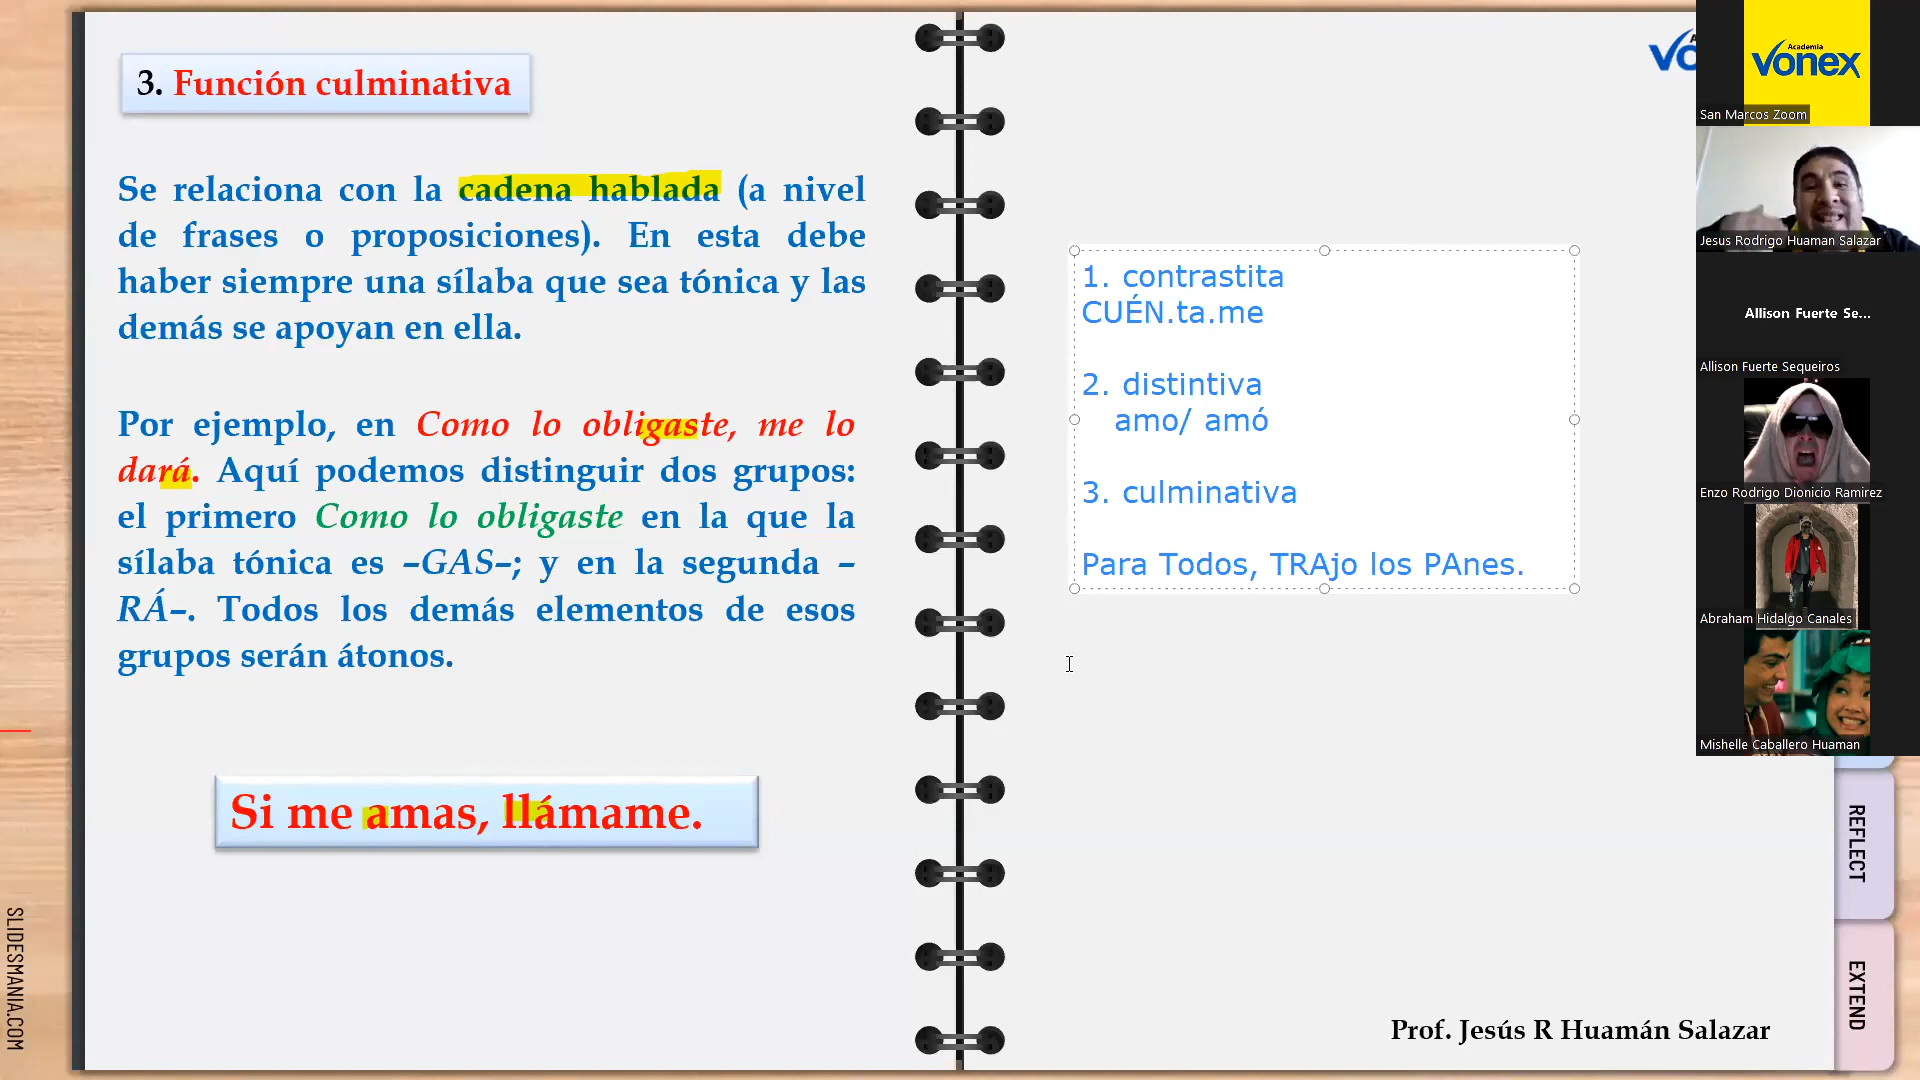 3. Función culminativa
Se relaciona con la cadena hablada (a nivel
de frases o proposiciones). En esta debe
haber siempre una sílaba que sea tónica y las
demás se apoyan en ella.
Por ejemplo, en Como lo obligaste, me lo
dará. Aquí podemos distinguir dos grupos:
el primero Como lo obligaste en la que la
sílaba tónica es –GAS–; y en la segunda –
RÁ–. Todos los demás elementos de esos
grupos serán átonos.
Si me amas, llámame.
1. contrastita
CUÉN.ta.me
2. distintiva
amo/ amó
3. culminativa
Para Todos, TRAjo los PAnes.
Prof. Jesús R Huamán Salazar
Academia
vonex
San Marcos Zoom
Jesus Rodrigo Huaman Salazar
Allison Fuerte Se...
Allison Fuerte Sequeiros
Enzo Rodrigo Dionicio Ramirez
Abraham Hidalgo Canales
Mishelle Caballero Huaman
REFLECT
EXTEND
SLIDESMANIA.COM